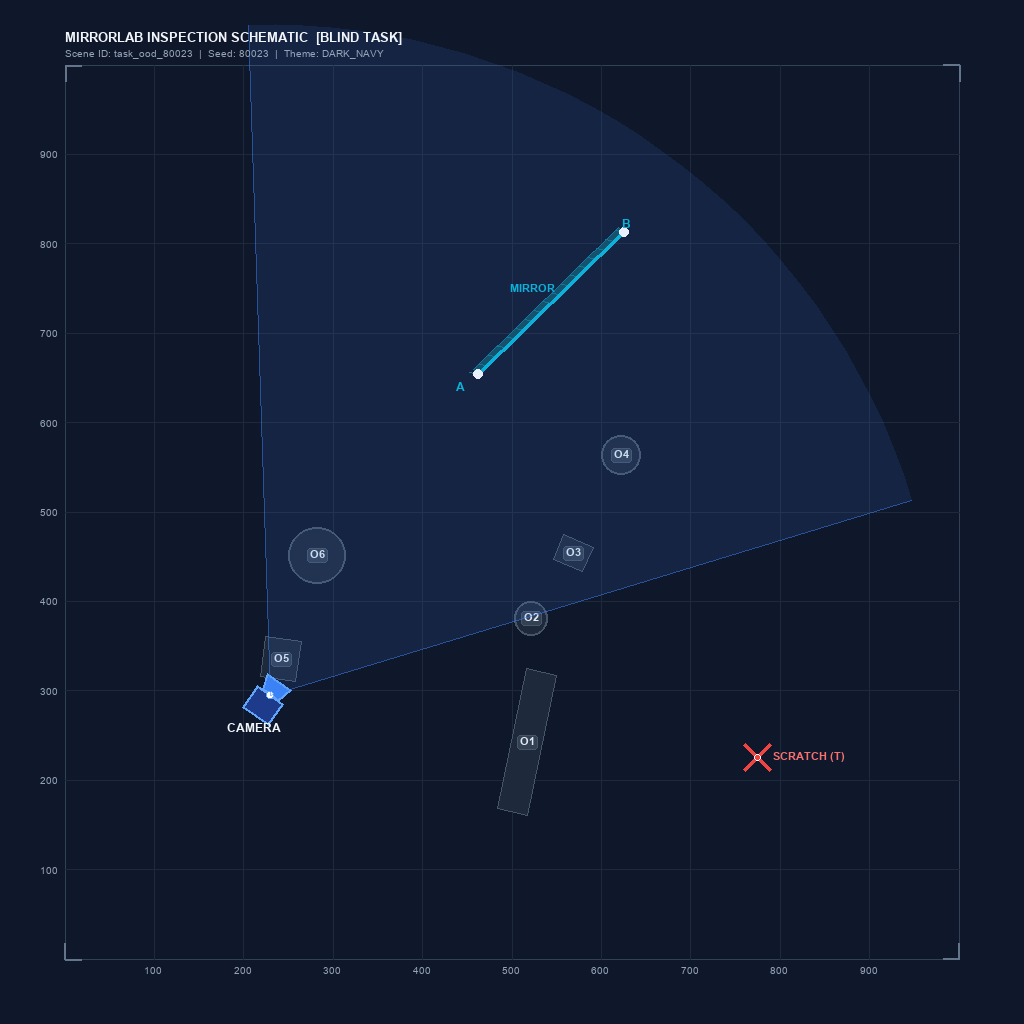 MIRRORLAB INSPECTION SCHEMATIC [BLIND TASK]
Scene ID: task_ood_80023 | Seed: 80023 | Theme: DARK_NAVY
900
800
700
600
500
400
300
200
100
B
MIRROR
A
O4
O3
O6
O2
O5
CAMERA
O1
SCRATCH (T)
100
200
300
400
500
600
700
800
900